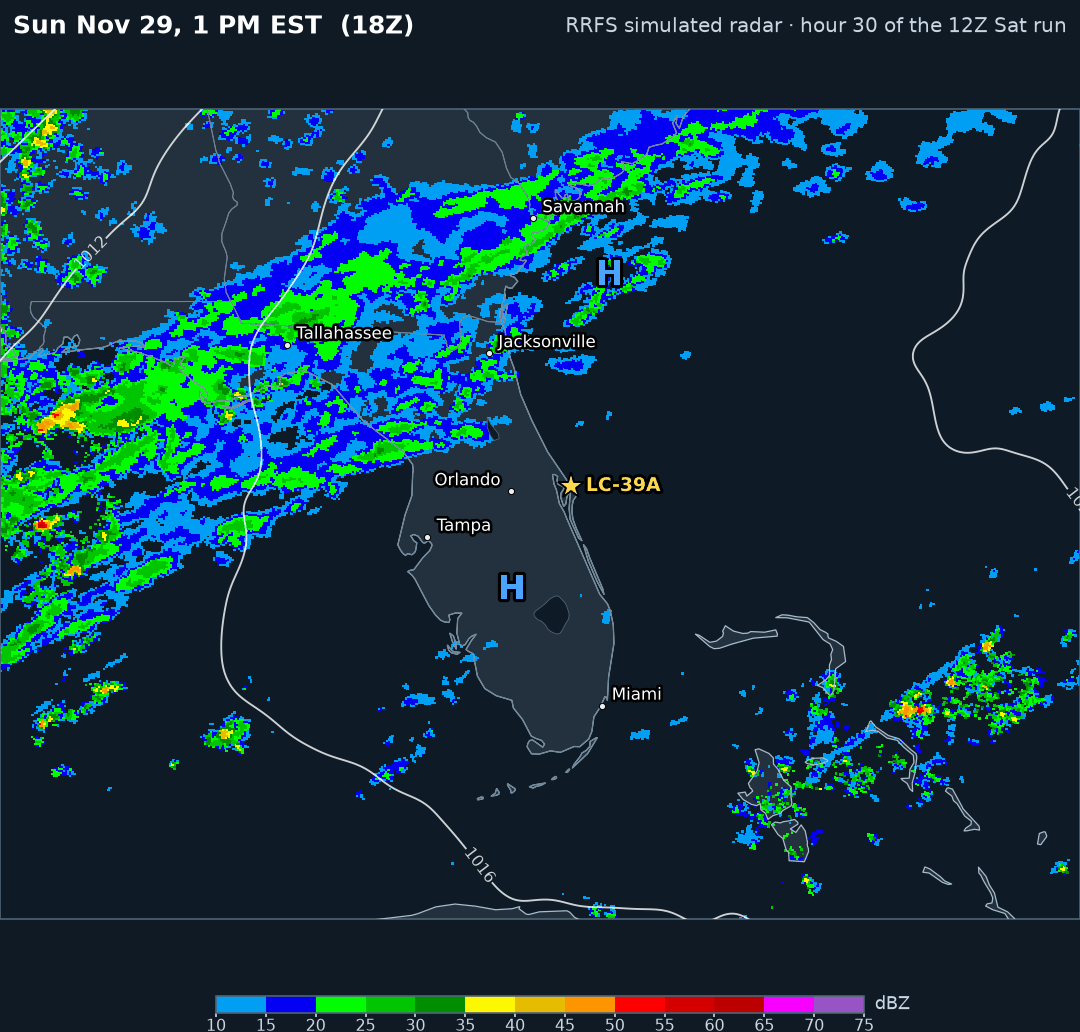 Sun Nov 29, 1 PM EST (18Z)
RRFS simulated radar · hour 30 of the 12Z Sat run
Savannah
1012
H
Tallahassee
Jacksonville
Orlando
LC-39A
Tampa
H
Miami
1016
dBZ
10 15 20 25 30 35 40 45 50 55 60 65 70 75